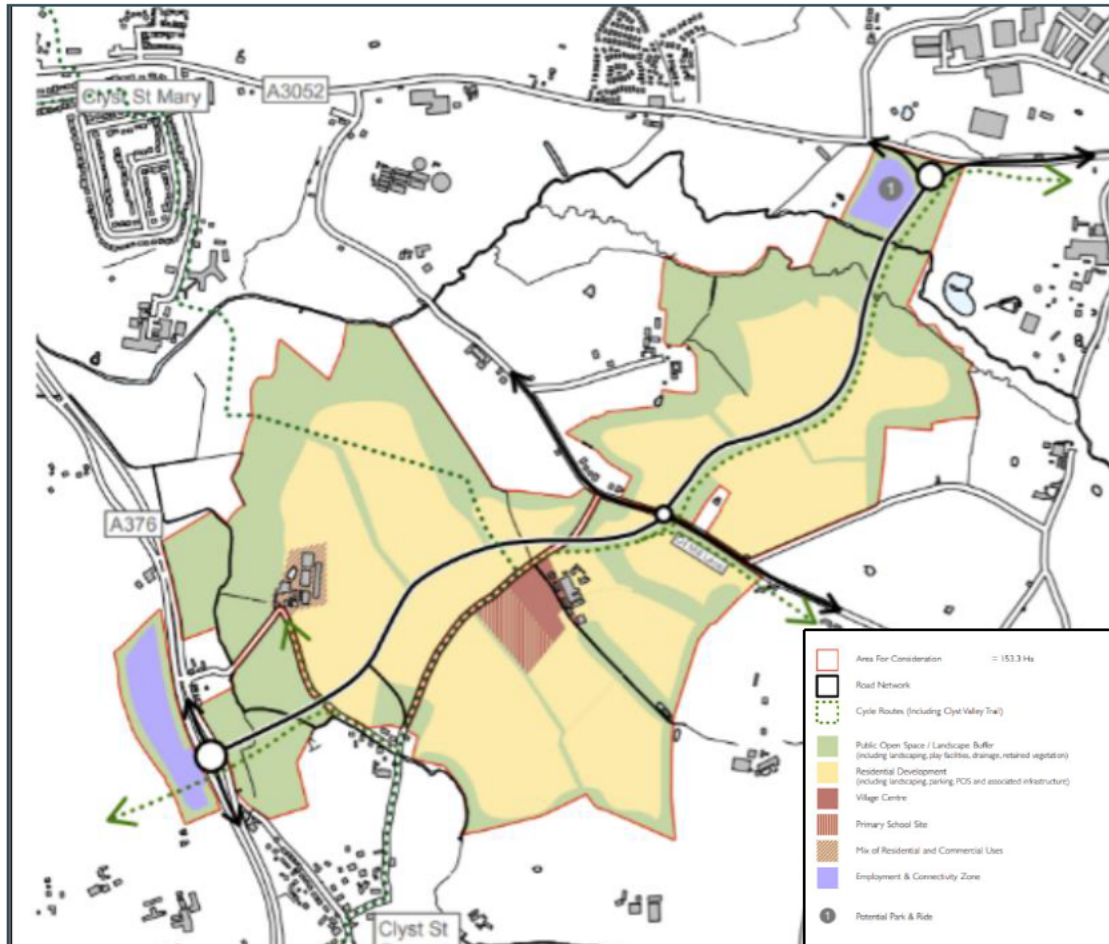 Clyst St Mary
A3052
1
A376
Oil Mill Lane
Clyst St
Area For Consideration = 153.3 Ha
Road Network
Cycle Routes (Including Clyst Valley Trail)
Public Open Space / Landscape Buffer
(including landscaping, play facilities, drainage, retained vegetation)
Residential Development
(including landscaping, parking, POS and associated infrastructure)
Village Centre
Primary School Site
Mix of Residential and Commercial Uses
Employment & Connectivity Zone
1 Potential Park & Ride